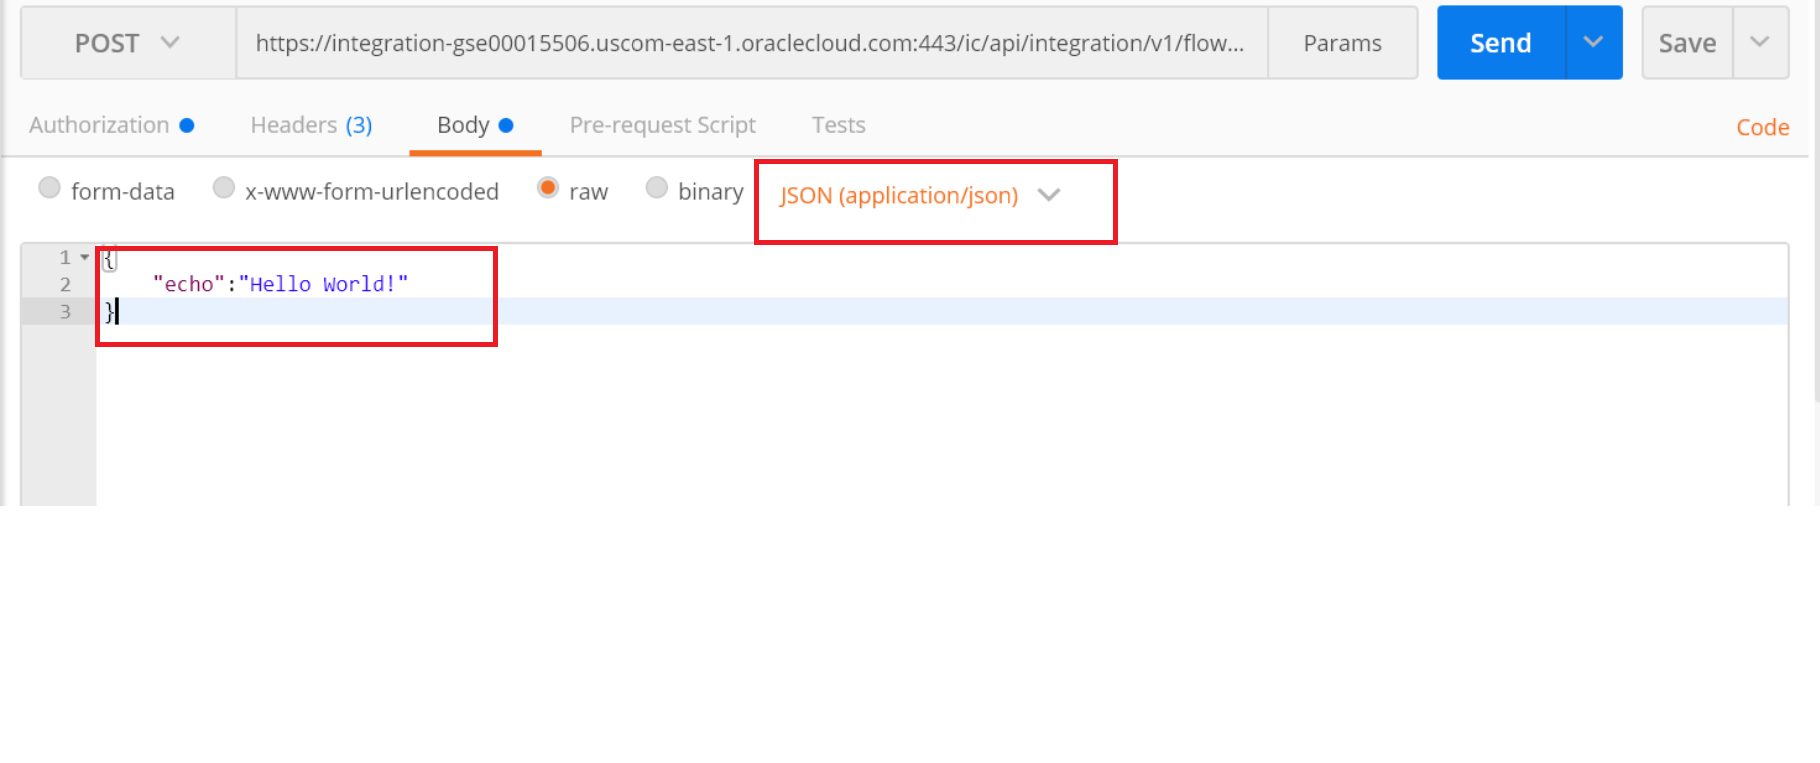 POST https://integration-gse00015506.uscom-east-1.oraclecloud.com:443/ic/api/integration/v1/flow... Params Send Save
Authorization Headers (3) Body Pre-request Script Tests Code
form-data x-www-form-urlencoded raw binary JSON (application/json)
1 {
2 "echo":"Hello World!"
3 }